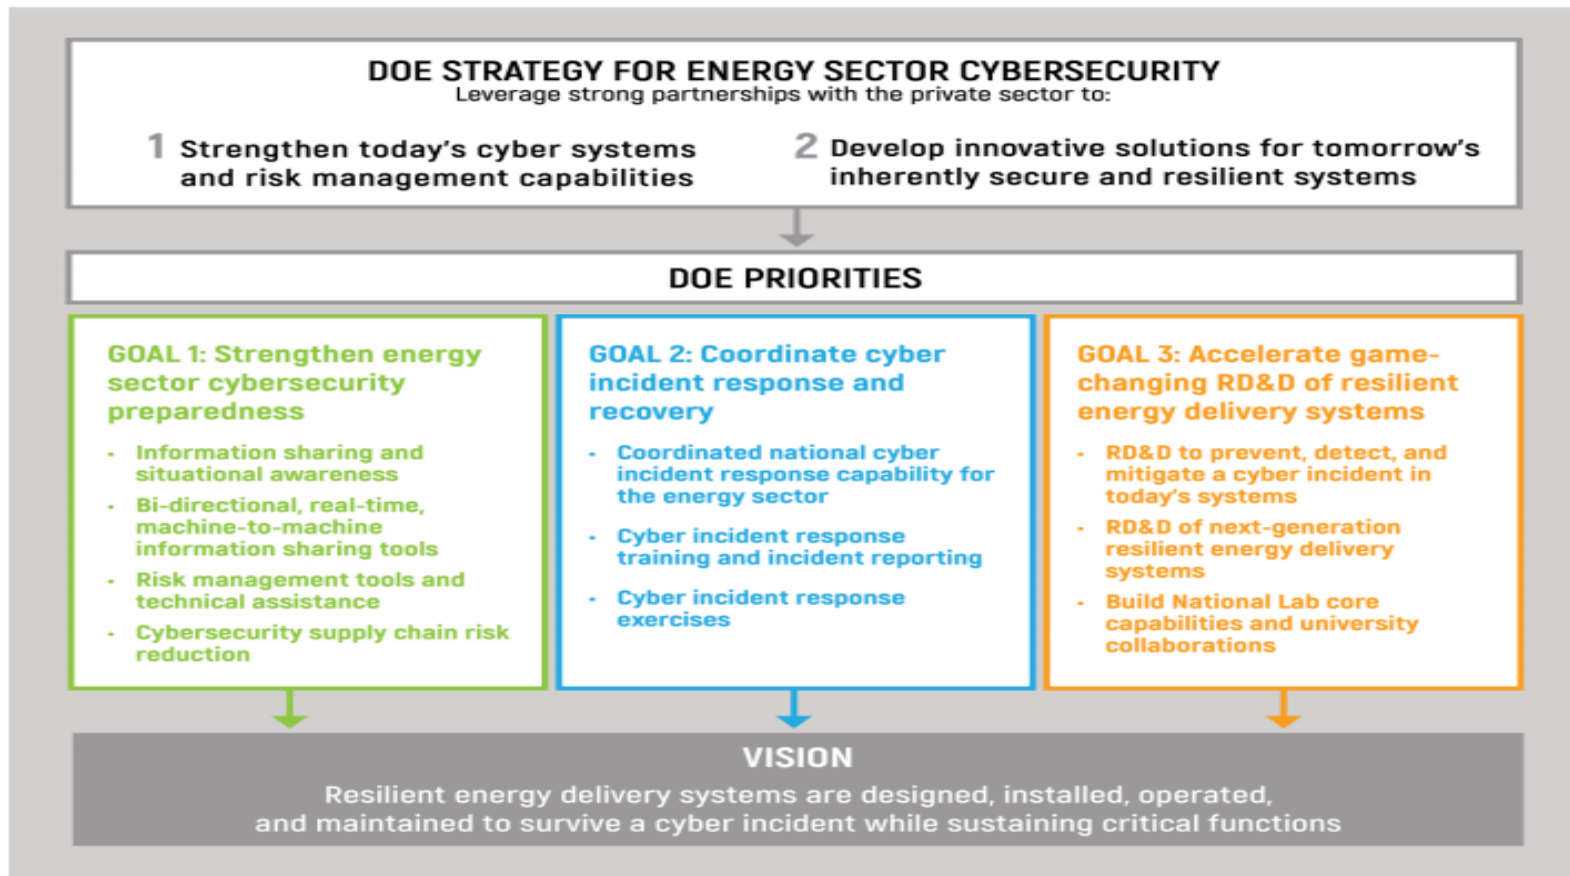 DOE STRATEGY FOR ENERGY SECTOR CYBERSECURITY
Leverage strong partnerships with the private sector to:
1 Strengthen today's cyber systems
and risk management capabilities
2 Develop innovative solutions for tomorrow's
inherently secure and resilient systems
DOE PRIORITIES
GOAL 1: Strengthen energy
sector cybersecurity
preparedness
· Information sharing and
situational awareness
· Bi-directional, real-time,
machine-to-machine
information sharing tools
· Risk management tools and
technical assistance
· Cybersecurity supply chain risk
reduction
GOAL 2: Coordinate cyber
incident response and
recovery
· Coordinated national cyber
incident response capability for
the energy sector
· Cyber incident response
training and incident reporting
· Cyber incident response
exercises
GOAL 3: Accelerate game-
changing RD&D of resilient
energy delivery systems
· RD&D to prevent, detect, and
mitigate a cyber incident in
today's systems
· RD&D of next-generation
resilient energy delivery
systems
· Build National Lab core
capabilities and university
collaborations
VISION
Resilient energy delivery systems are designed, installed, operated,
and maintained to survive a cyber incident while sustaining critical functions